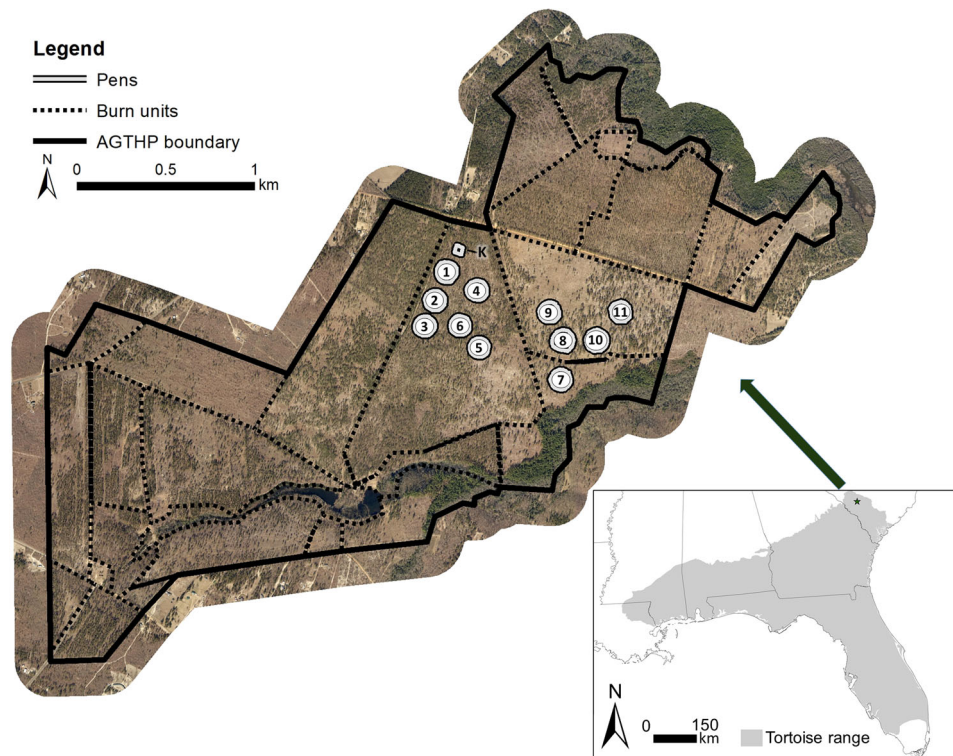 Legend
Pens
Burn units
AGTHP boundary
N
0 0.5 1
km
K
1
4
2
3
6
5
9
11
8
10
7
N
0 150
km
Tortoise range